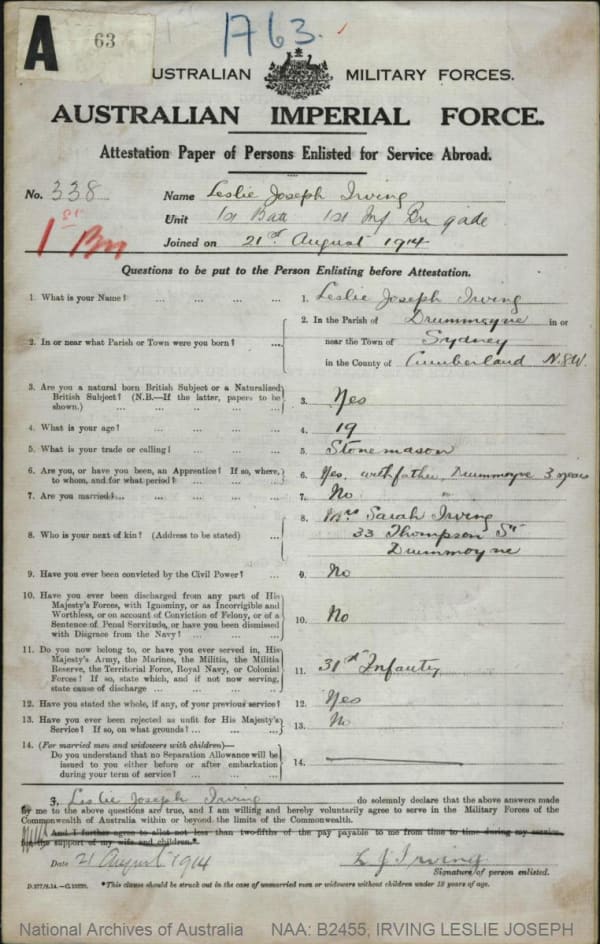 A 63
1763.
AUSTRALIAN MILITARY FORCES.
AUSTRALIAN IMPERIAL FORCE.
Attestation Paper of Persons Enlisted for Service Abroad.
No. 338 Name Leslie Joseph Irving
Unit 1st Batt 1st Inf Brigade
1st Bn
Joined on 21st August 1914
Questions to be put to the Person Enlisting before Attestation.
1. What is your Name? ... ... ... ... 1. Leslie Joseph Irving
2. In or near what Parish or Town were you born? ... 2. In the Parish of Drummoyne in or
near the Town of Sydney
in the County of Cumberland N.S.W.
3. Are you a natural born British Subject or a Naturalized
British Subject? (N.B.—If the latter, papers to be
shown.) ... ... ... ... ... 3. Yes
4. What is your age? ... ... ... ... 4. 19
5. What is your trade or calling? ... ... ... 5. Stonemason
6. Are you, or have you been, an Apprentice? If so, where,
to whom, and for what period? ... ... ... 6. Yes. with father, Drummoyne 3 years
7. Are you married?... ... ... ... ... 7. No "
8. Who is your next of kin? (Address to be stated) ... 8. Mrs Sarah Irving
33 Thompson St
Drummoyne
9. Have you ever been convicted by the Civil Power? ... 9. No
10. Have you ever been discharged from any part of His
Majesty's Forces, with Ignominy, or as Incorrigible and
Worthless, or on account of Conviction of Felony, or of a
Sentence of Penal Servitude, or have you been dismissed
with Disgrace from the Navy? ... ... ... 10. No
11. Do you now belong to, or have you ever served in, His
Majesty's Army, the Marines, the Militia, the Militia
Reserve, the Territorial Force, Royal Navy, or Colonial
Forces? If so, state which, and if not now serving,
state cause of discharge ... ... ... ... 11. 31st Infantry
12. Have you stated the whole, if any, of your previous service? 12. Yes
13. Have you ever been rejected as unfit for His Majesty's
Service? If so, on what grounds? ... ... ... 13. No
14. (For married men and widowers with children)—
Do you understand that no Separation Allowance will be
issued to you either before or after embarkation
during your term of service? ... ... ... 14.
I, Leslie Joseph Irving do solemnly declare that the above answers made
by me to the above questions are true, and I am willing and hereby voluntarily agree to serve in the Military Forces of the
Commonwealth of Australia within or beyond the limits of the Commonwealth.
And I further agree to allot not less than two-fifths of the pay payable to me from time to time during my service
for the support of my wife and children.*
Date 21 August 1914 L J Irving
Signature of person enlisted.
*This clause should be struck out in the case of unmarried men or widowers without children under 18 years of age.
National Archives of Australia NAA: B2455, IRVING LESLIE JOSEPH